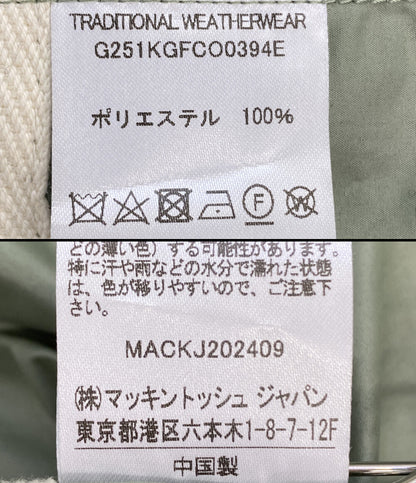 TRADITIONAL WEATHERWEAR
G251KGFCO0394E
ポリエステル 100%
F
W
どの薄い色)する可能性があります。
特に汗や雨などの水分で濡れた状態
は、色が移りやすいので、ご注意下
さい。
MACKJ202409
(株)マッキントッシュ ジャパン
東京都港区六本木1-8-7-12F
中国製